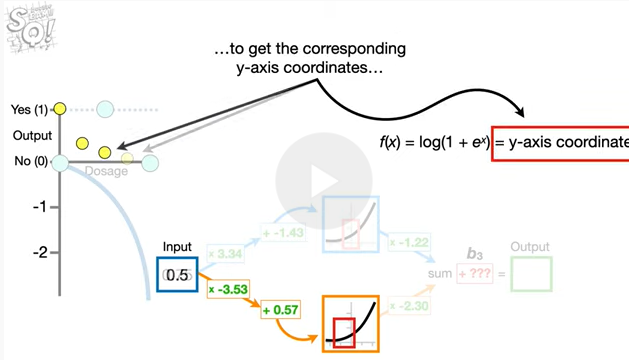 SQ!
…to get the corresponding
y-axis coordinates…
Yes (1)
Output
No (0)
Dosage
-1
-2
f(x) = log(1 + eˣ) = y-axis coordinate
Input
0.5
x 3.34
+ -1.43
x -1.22
x -3.53
+ 0.57
x -2.30
b₃
sum + ??? =
Output